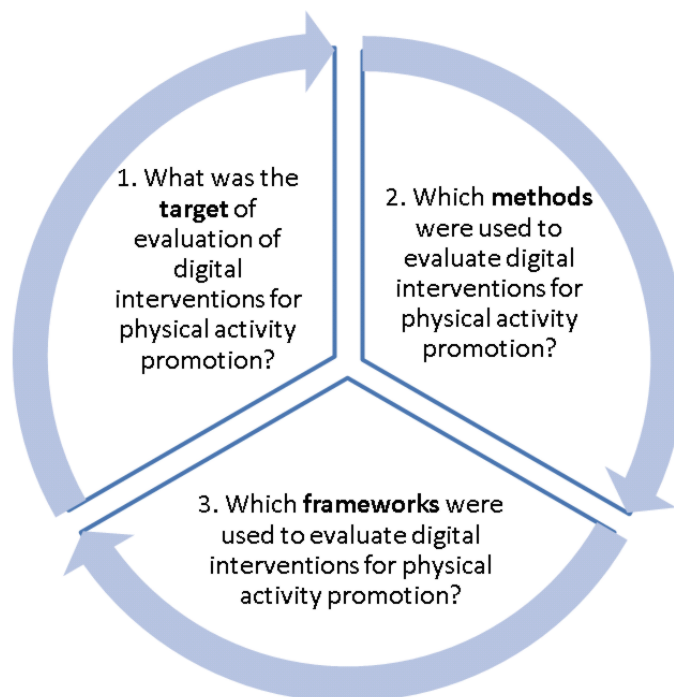 1. What was the
target of
evaluation of
digital
interventions for
physical activity
promotion?
2. Which methods
were used to
evaluate digital
interventions for
physical activity
promotion?
3. Which frameworks were
used to evaluate digital
interventions for physical
activity promotion?